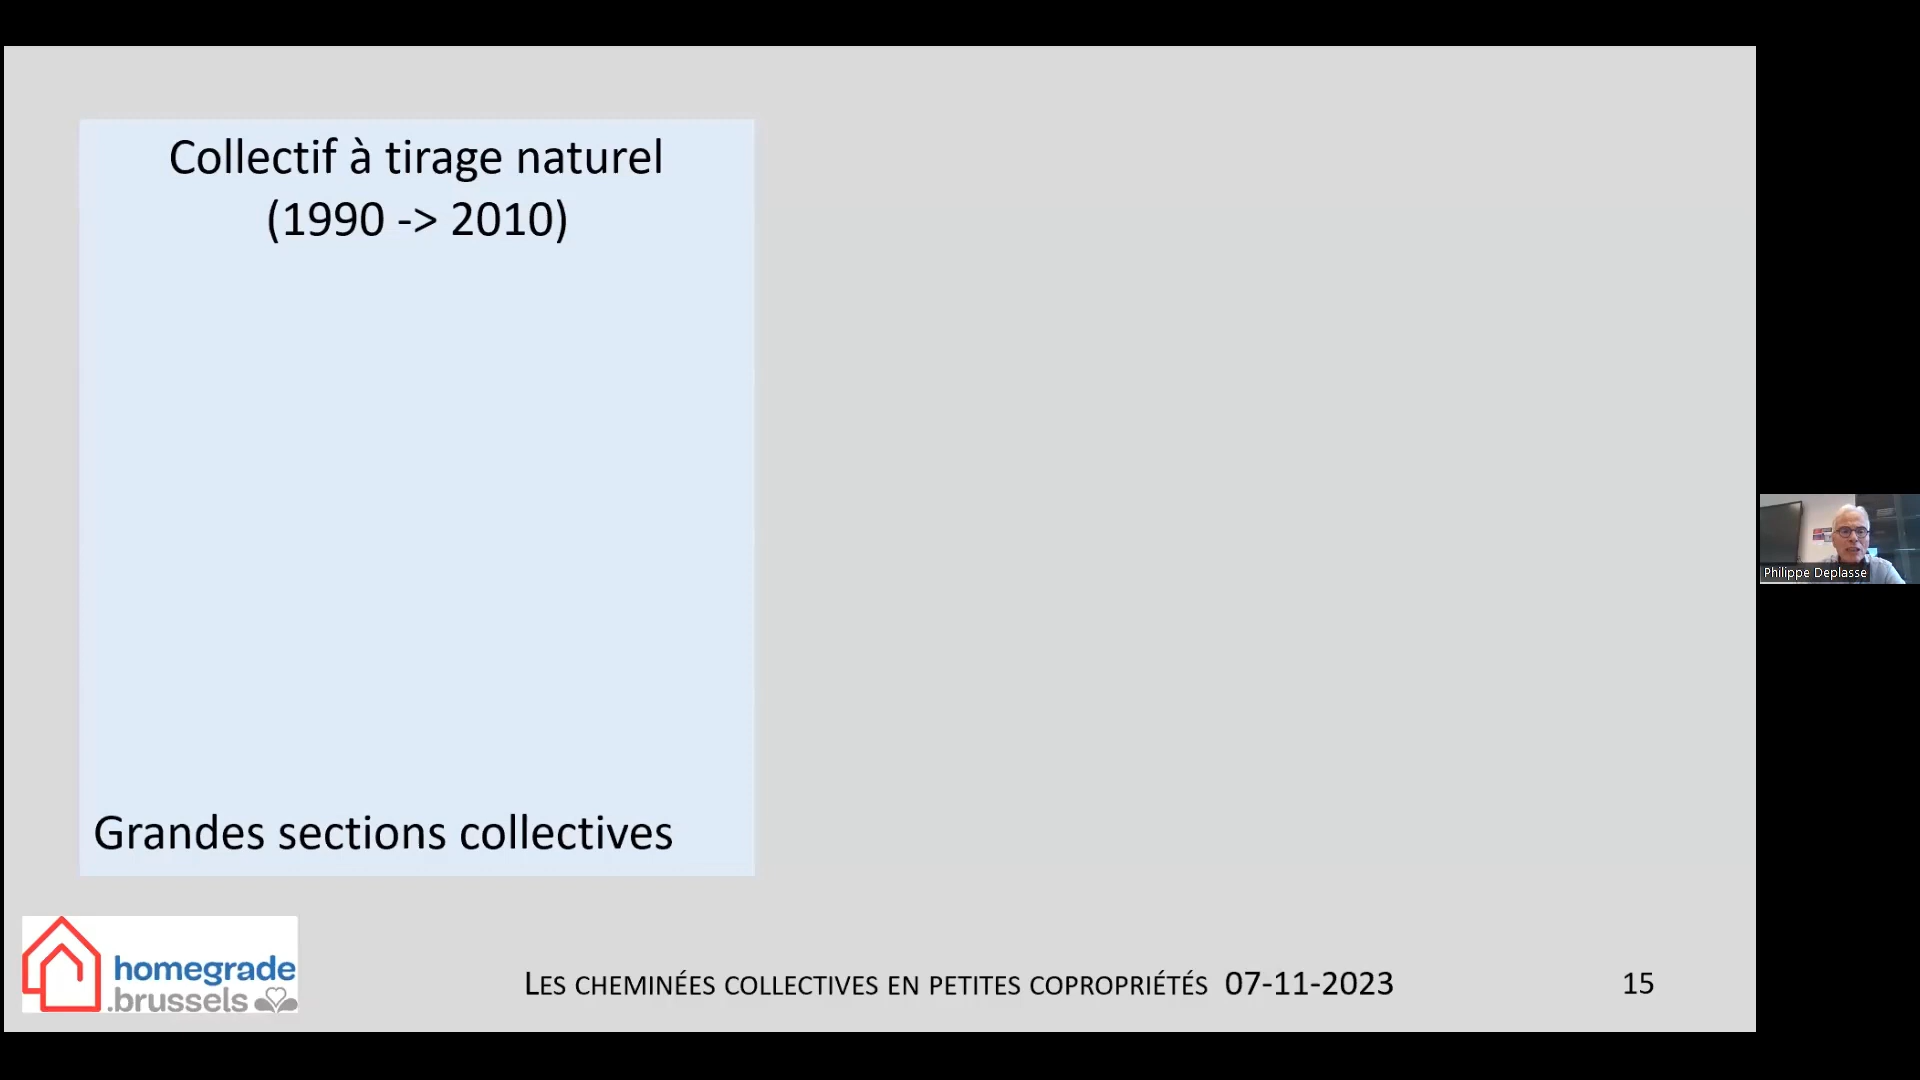 Collectif à tirage naturel
(1990 -> 2010)
Grandes sections collectives
homegrade
.brussels
Les cheminées collectives en petites copropriétés 07-11-2023
15
Philippe Deplasse